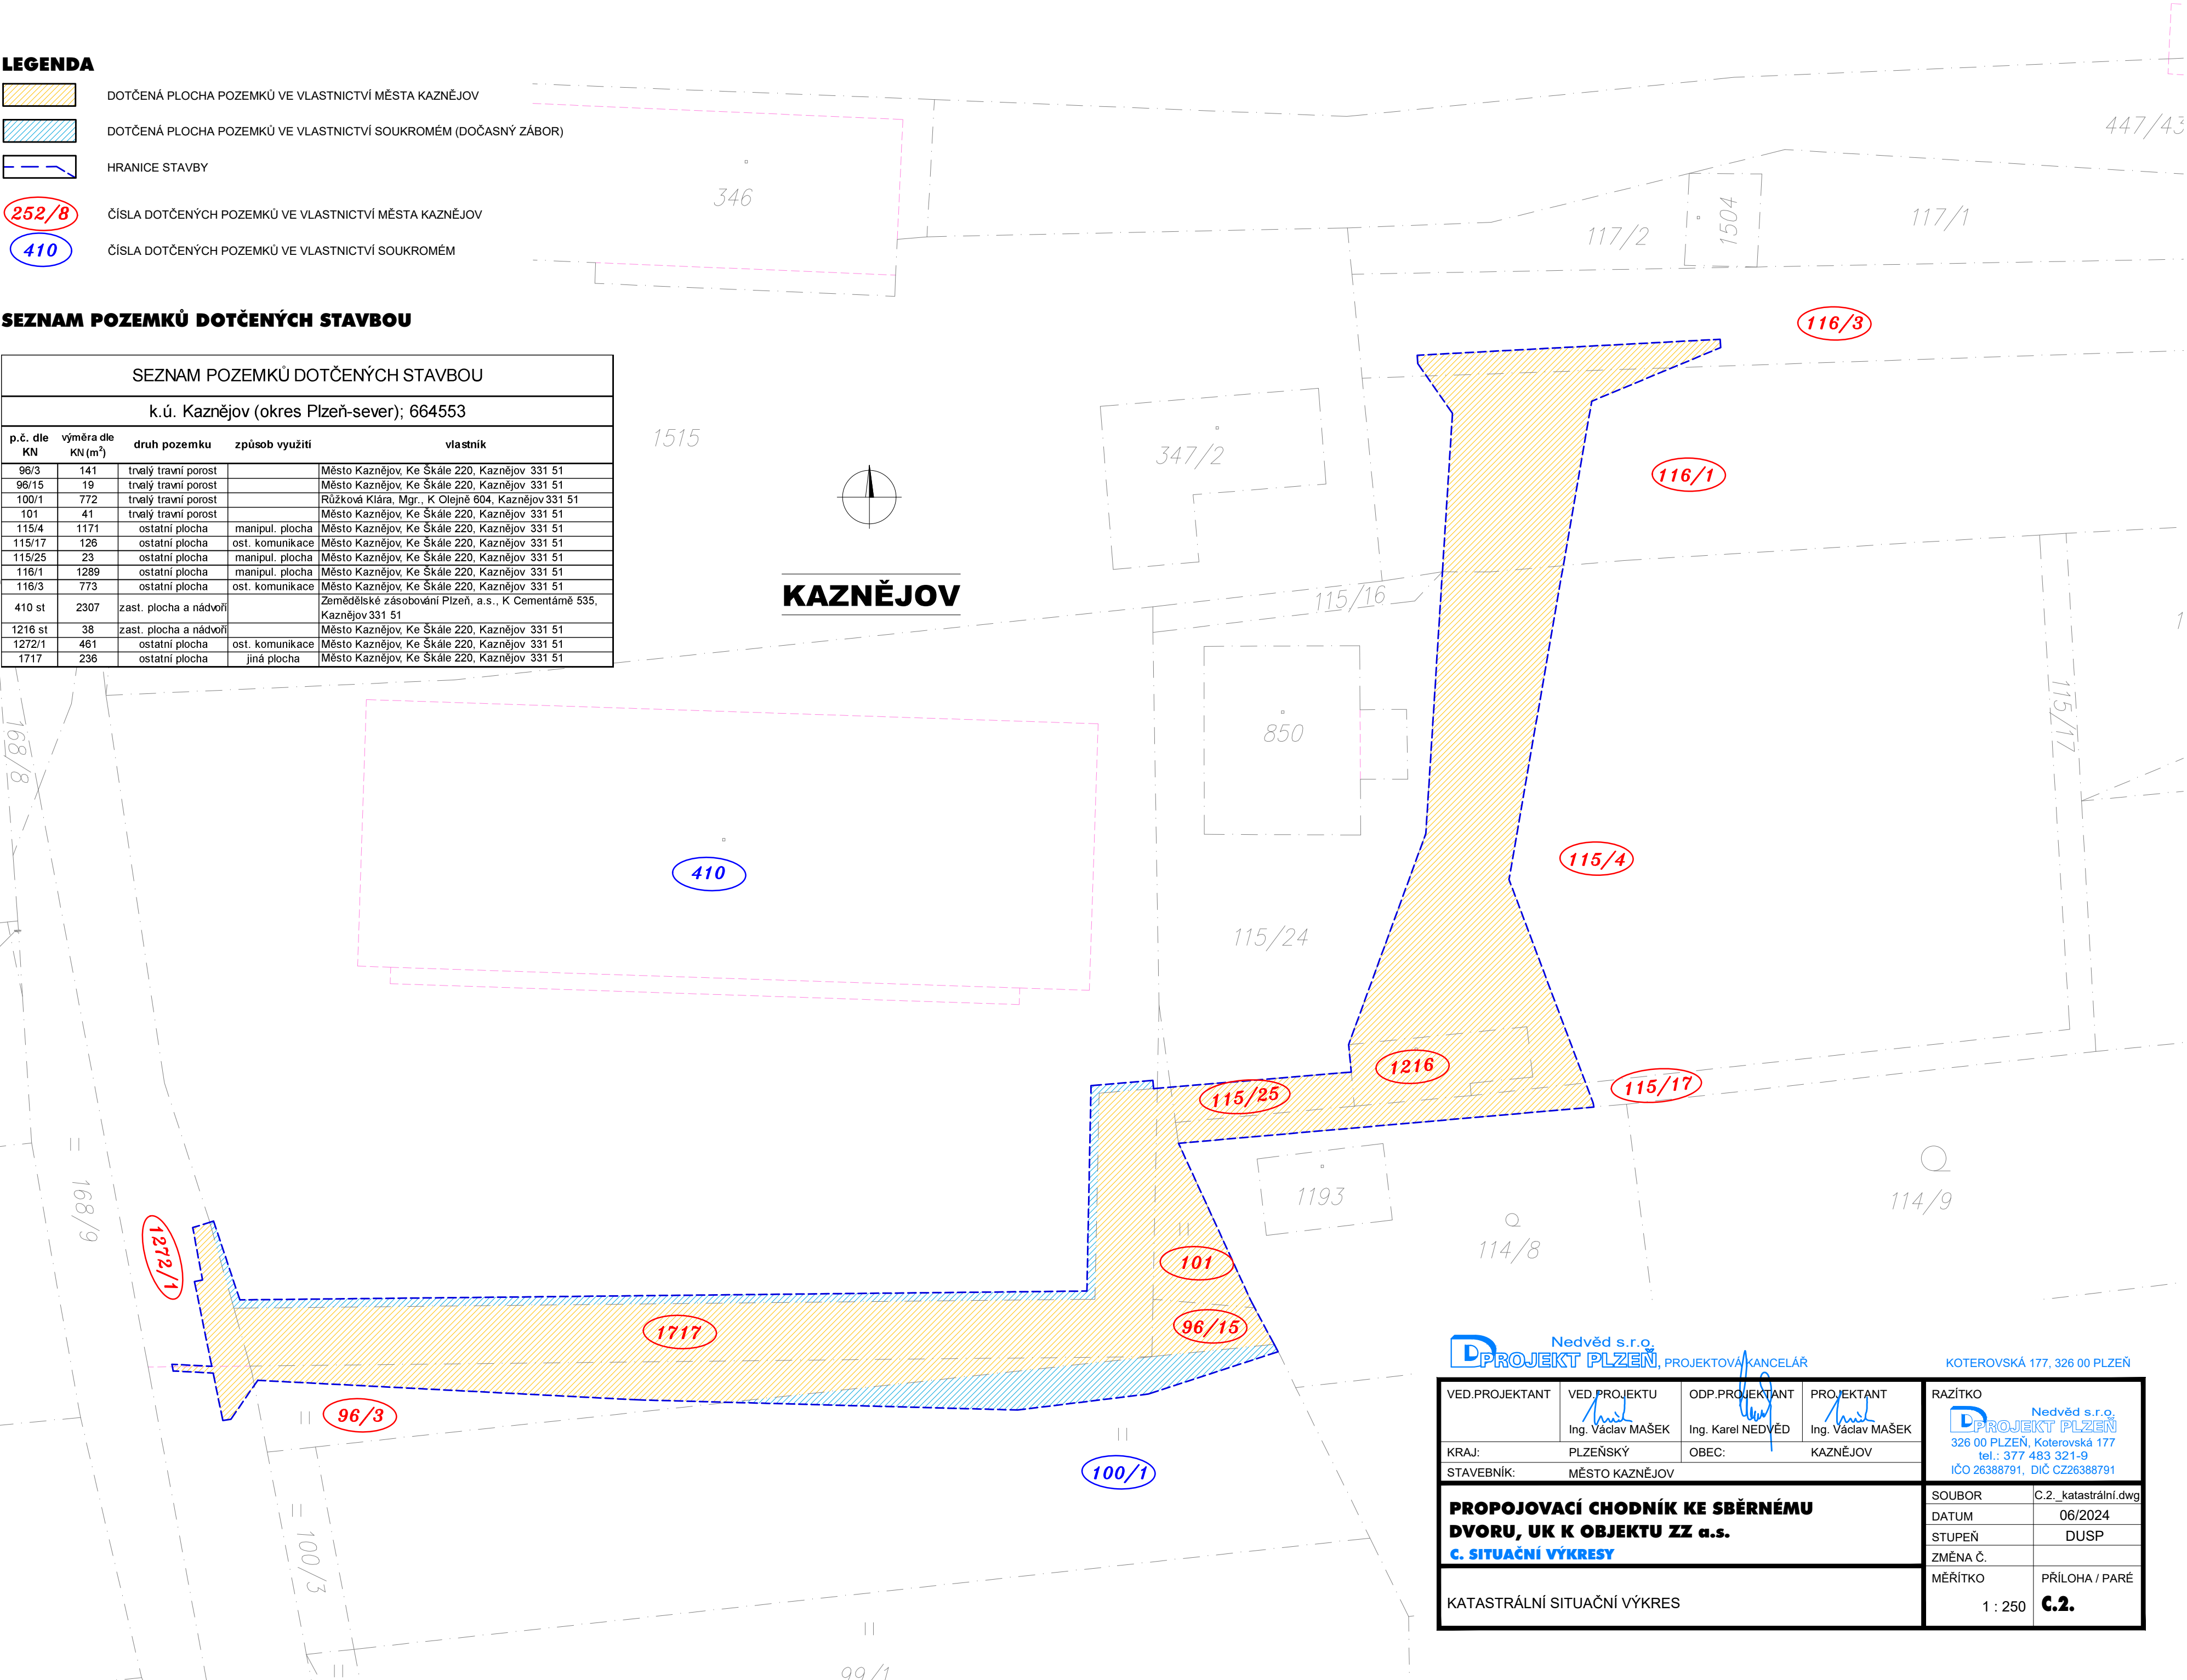 LEGENDA
DOTČENÁ PLOCHA POZEMKŮ VE VLASTNICTVÍ MĚSTA KAZNĚJOV
DOTČENÁ PLOCHA POZEMKŮ VE VLASTNICTVÍ SOUKROMÉM (DOČASNÝ ZÁBOR)
HRANICE STAVBY
252/8 ČÍSLA DOTČENÝCH POZEMKŮ VE VLASTNICTVÍ MĚSTA KAZNĚJOV
410 ČÍSLA DOTČENÝCH POZEMKŮ VE VLASTNICTVÍ SOUKROMÉM
SEZNAM POZEMKŮ DOTČENÝCH STAVBOU
SEZNAM POZEMKŮ DOTČENÝCH STAVBOU
k.ú. Kaznějov (okres Plzeň-sever); 664553
p.č. dle KN výměra dle KN (m²) druh pozemku způsob využití vlastník
96/3 141 trvalý travní porost Město Kaznějov, Ke Škále 220, Kaznějov 331 51
96/15 19 trvalý travní porost Město Kaznějov, Ke Škále 220, Kaznějov 331 51
100/1 772 trvalý travní porost Růžková Klára, Mgr., K Olejně 604, Kaznějov 331 51
101 41 trvalý travní porost Město Kaznějov, Ke Škále 220, Kaznějov 331 51
115/4 1171 ostatní plocha manipul. plocha Město Kaznějov, Ke Škále 220, Kaznějov 331 51
115/17 126 ostatní plocha ost. komunikace Město Kaznějov, Ke Škále 220, Kaznějov 331 51
115/25 23 ostatní plocha manipul. plocha Město Kaznějov, Ke Škále 220, Kaznějov 331 51
116/1 1289 ostatní plocha manipul. plocha Město Kaznějov, Ke Škále 220, Kaznějov 331 51
116/3 773 ostatní plocha ost. komunikace Město Kaznějov, Ke Škále 220, Kaznějov 331 51
410 st 2307 zast. plocha a nádvoří Zemědělské zásobování Plzeň, a.s., K Cementárně 535,
Kaznějov 331 51
1216 st 38 zast. plocha a nádvoří Město Kaznějov, Ke Škále 220, Kaznějov 331 51
1272/1 461 ostatní plocha ost. komunikace Město Kaznějov, Ke Škále 220, Kaznějov 331 51
1717 236 ostatní plocha jiná plocha Město Kaznějov, Ke Škále 220, Kaznějov 331 51
447/43
346
1504
117/2
117/1
116/3
1515
347/2
116/1
KAZNĚJOV
115/16
115/17
168/8
850
410
115/4
115/24
1216
115/25
115/17
1193
114/9
114/8
168/9
1272/1
101
1717
96/15
96/3
100/1
100/3
99/1
Nedvěd s.r.o.
DPROJEKT PLZEŇ, PROJEKTOVÁ KANCELÁŘ
KOTEROVSKÁ 177, 326 00 PLZEŇ
VED.PROJEKTANT VED.PROJEKTU ODP.PROJEKTANT PROJEKTANT
Ing. Václav MAŠEK Ing. Karel NEDVĚD Ing. Václav MAŠEK
KRAJ: PLZEŇSKÝ OBEC: KAZNĚJOV
STAVEBNÍK: MĚSTO KAZNĚJOV
RAZÍTKO
Nedvěd s.r.o.
DPROJEKT PLZEŇ
326 00 PLZEŇ, Koterovská 177
tel.: 377 483 321-9
IČO 26388791, DIČ CZ26388791
PROPOJOVACÍ CHODNÍK KE SBĚRNÉMU
DVORU, UK K OBJEKTU ZZ a.s.
C. SITUAČNÍ VÝKRESY
KATASTRÁLNÍ SITUAČNÍ VÝKRES
SOUBOR C.2._katastrální.dwg
DATUM 06/2024
STUPEŇ DUSP
ZMĚNA Č.
MĚŘÍTKO PŘÍLOHA / PARÉ
1 : 250 C.2.